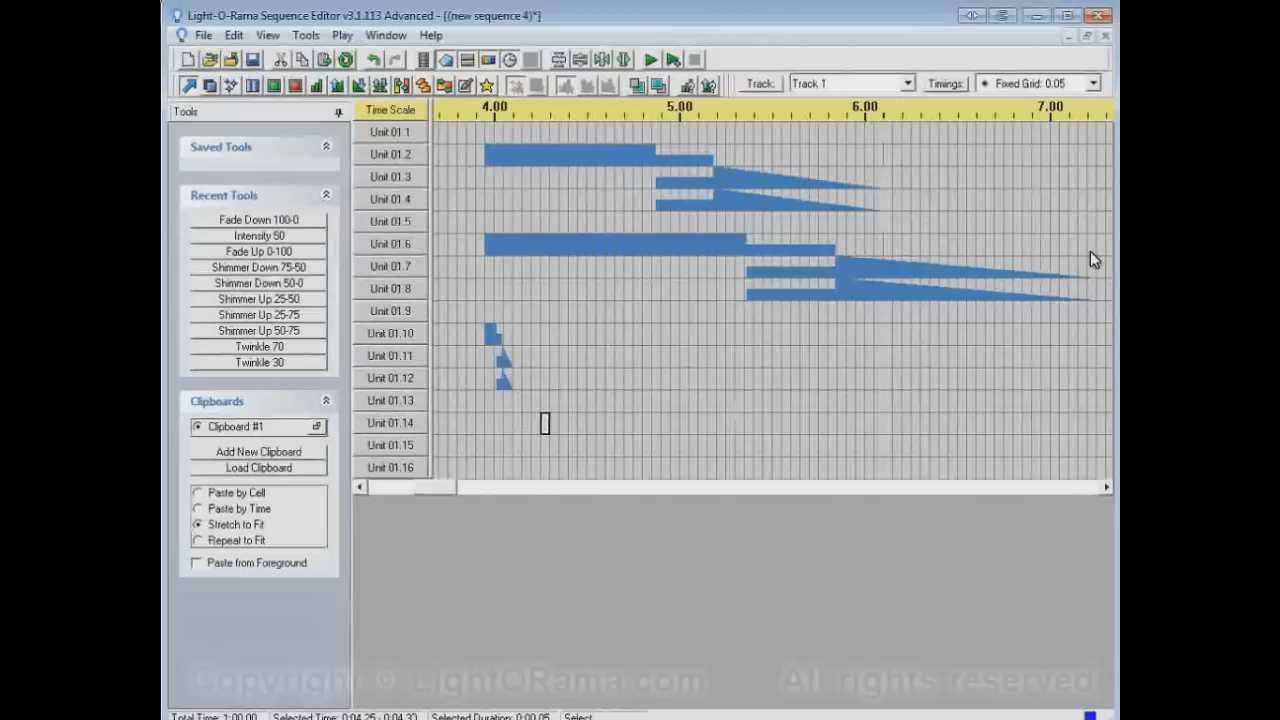 Light-O-Rama Sequence Editor v3.1.113 Advanced - [(new sequence 4)*]
File Edit View Tools Play Window Help
Track: Track 1 Timings: Fixed Grid: 0.05
Tools
Saved Tools
Recent Tools
Fade Down 100-0
Intensity 50
Fade Up 0-100
Shimmer Down 75-50
Shimmer Down 50-0
Shimmer Up 25-50
Shimmer Up 25-75
Shimmer Up 50-75
Twinkle 70
Twinkle 30
Clipboards
Clipboard #1
Add New Clipboard
Load Clipboard
Paste by Cell
Paste by Time
Stretch to Fit
Repeat to Fit
Paste from Foreground
Time Scale 4.00 5.00 6.00 7.00
Unit 01.1
Unit 01.2
Unit 01.3
Unit 01.4
Unit 01.5
Unit 01.6
Unit 01.7
Unit 01.8
Unit 01.9
Unit 01.10
Unit 01.11
Unit 01.12
Unit 01.13
Unit 01.14
Unit 01.15
Unit 01.16
Copyright © LightORama.com All rights reserved
Total Time: 1:00.00 Selected Time: 0:04.25 - 0:04.30 Selected Duration: 0:00.05 Select